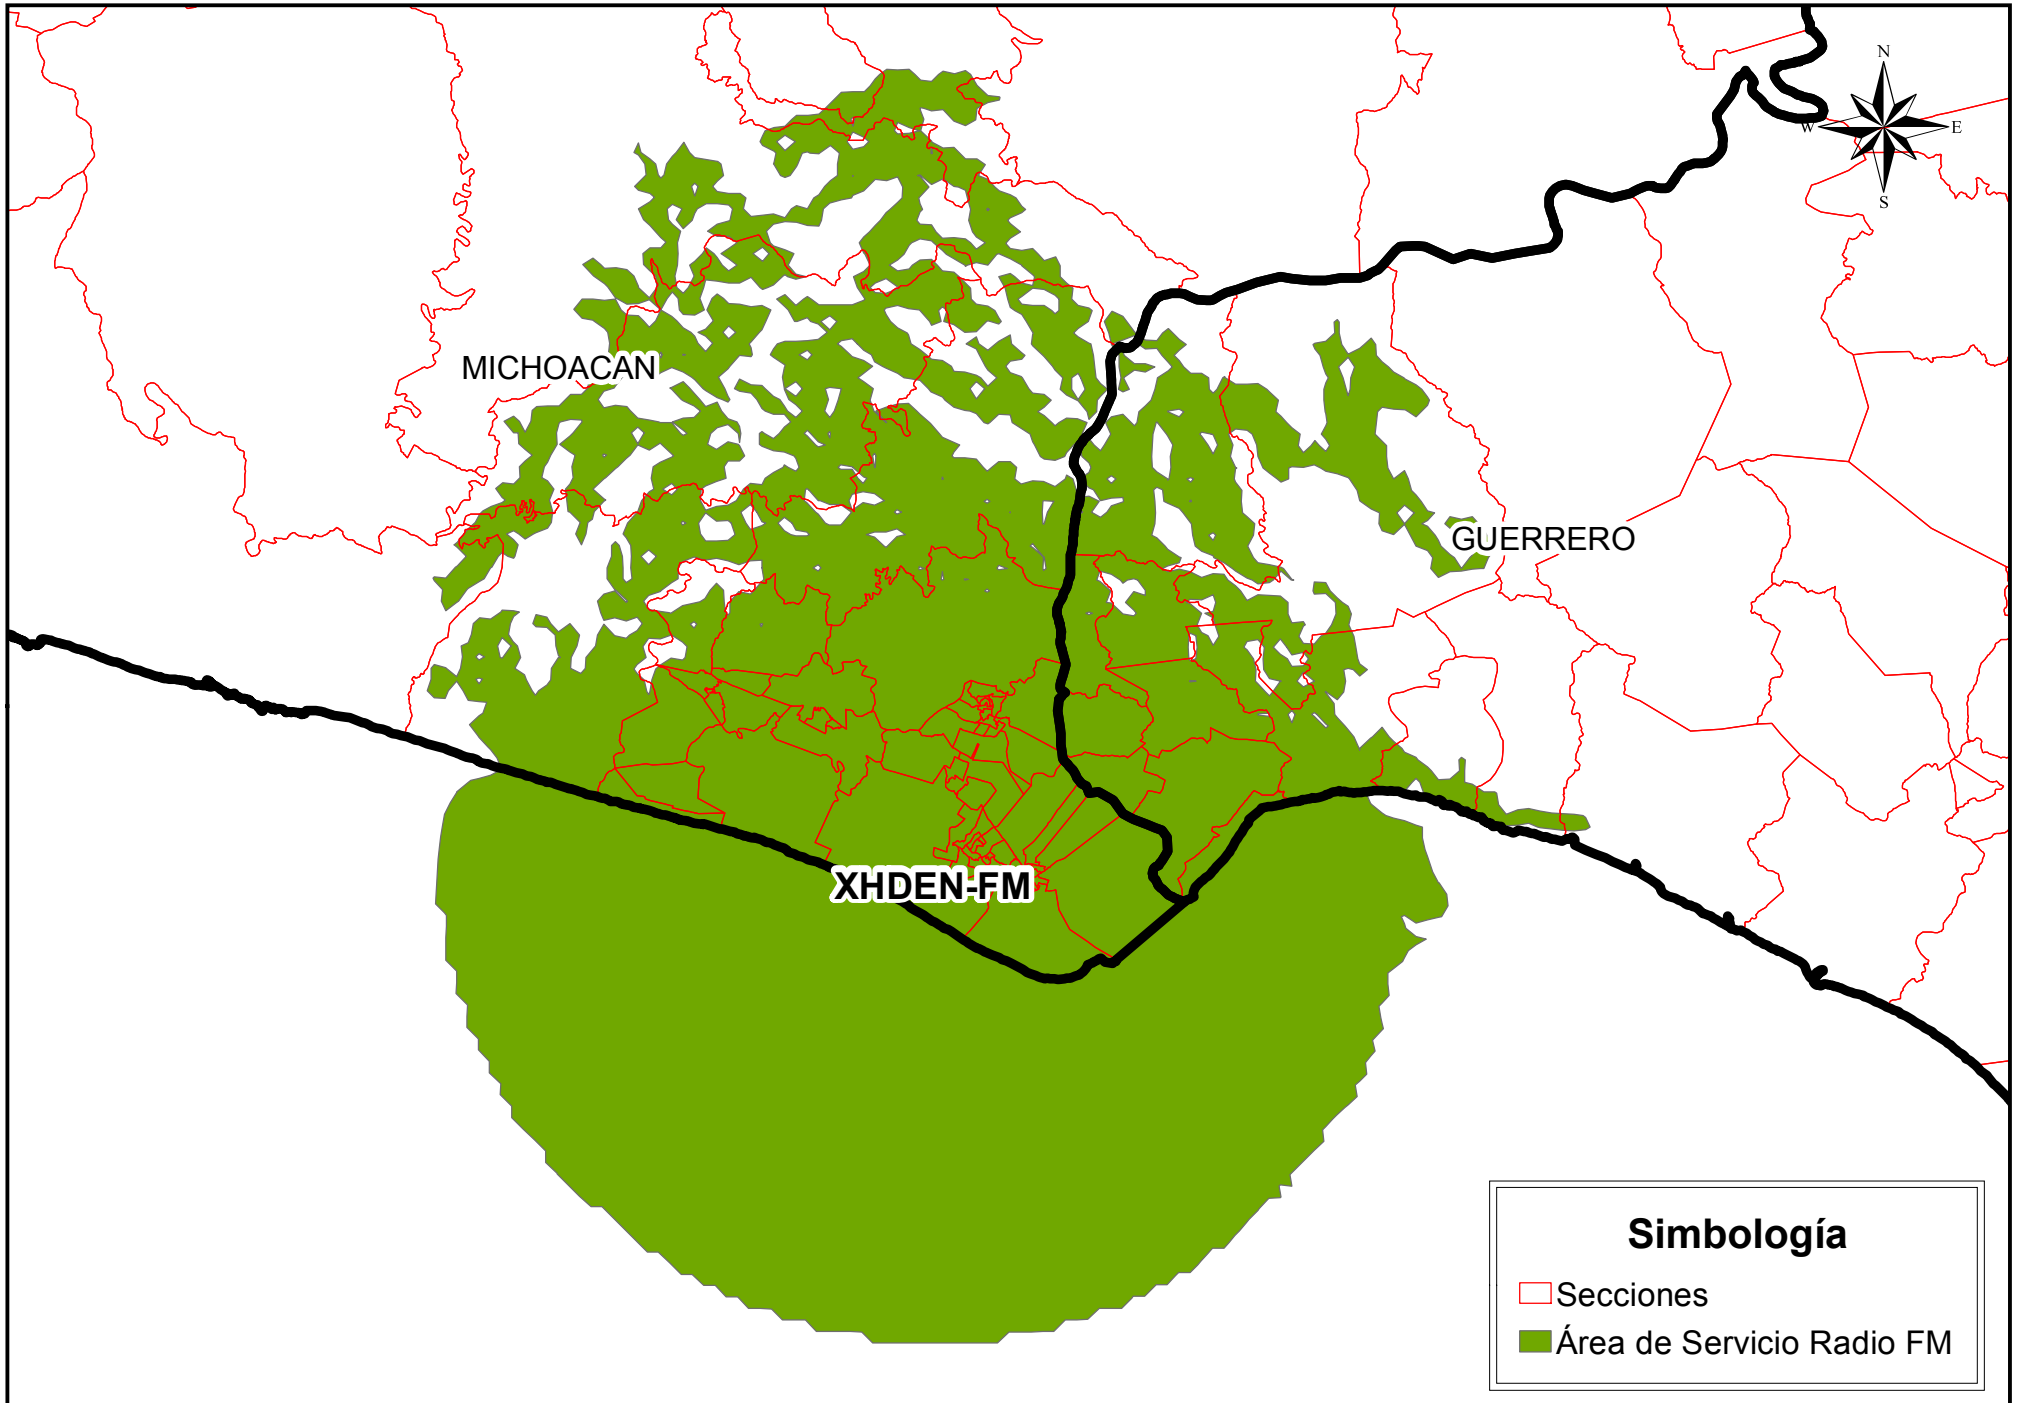 N
W E
S
MICHOACAN
GUERRERO
XHDEN-FM
Simbología
Secciones
Área de Servicio Radio FM